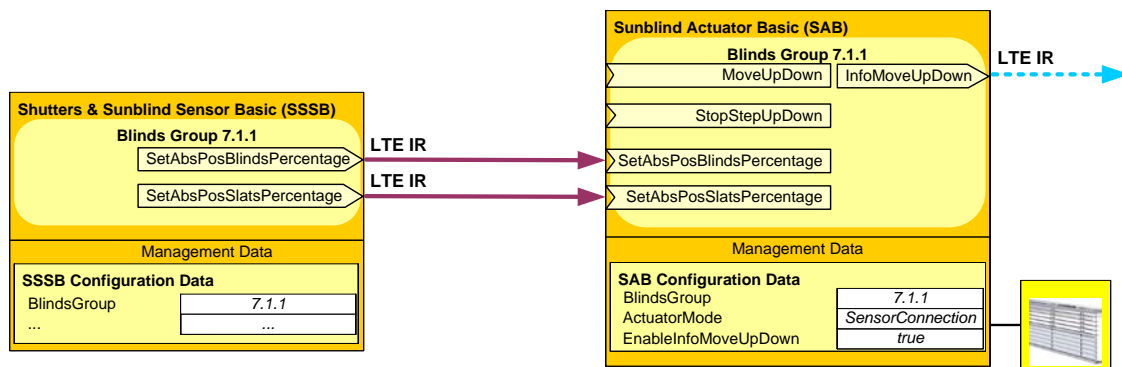 Shutters & Sunblind Sensor Basic (SSSB)
Blinds Group 7.1.1
SetAbsPosBlindsPercentage
SetAbsPosSlatsPercentage
Management Data
SSSB Configuration Data
BlindsGroup 7.1.1
... ...
LTE IR
LTE IR
Sunblind Actuator Basic (SAB)
Blinds Group 7.1.1
MoveUpDown InfoMoveUpDown
StopStepUpDown
SetAbsPosBlindsPercentage
SetAbsPosSlatsPercentage
Management Data
SAB Configuration Data
BlindsGroup 7.1.1
ActuatorMode SensorConnection
EnableInfoMoveUpDown true
LTE IR